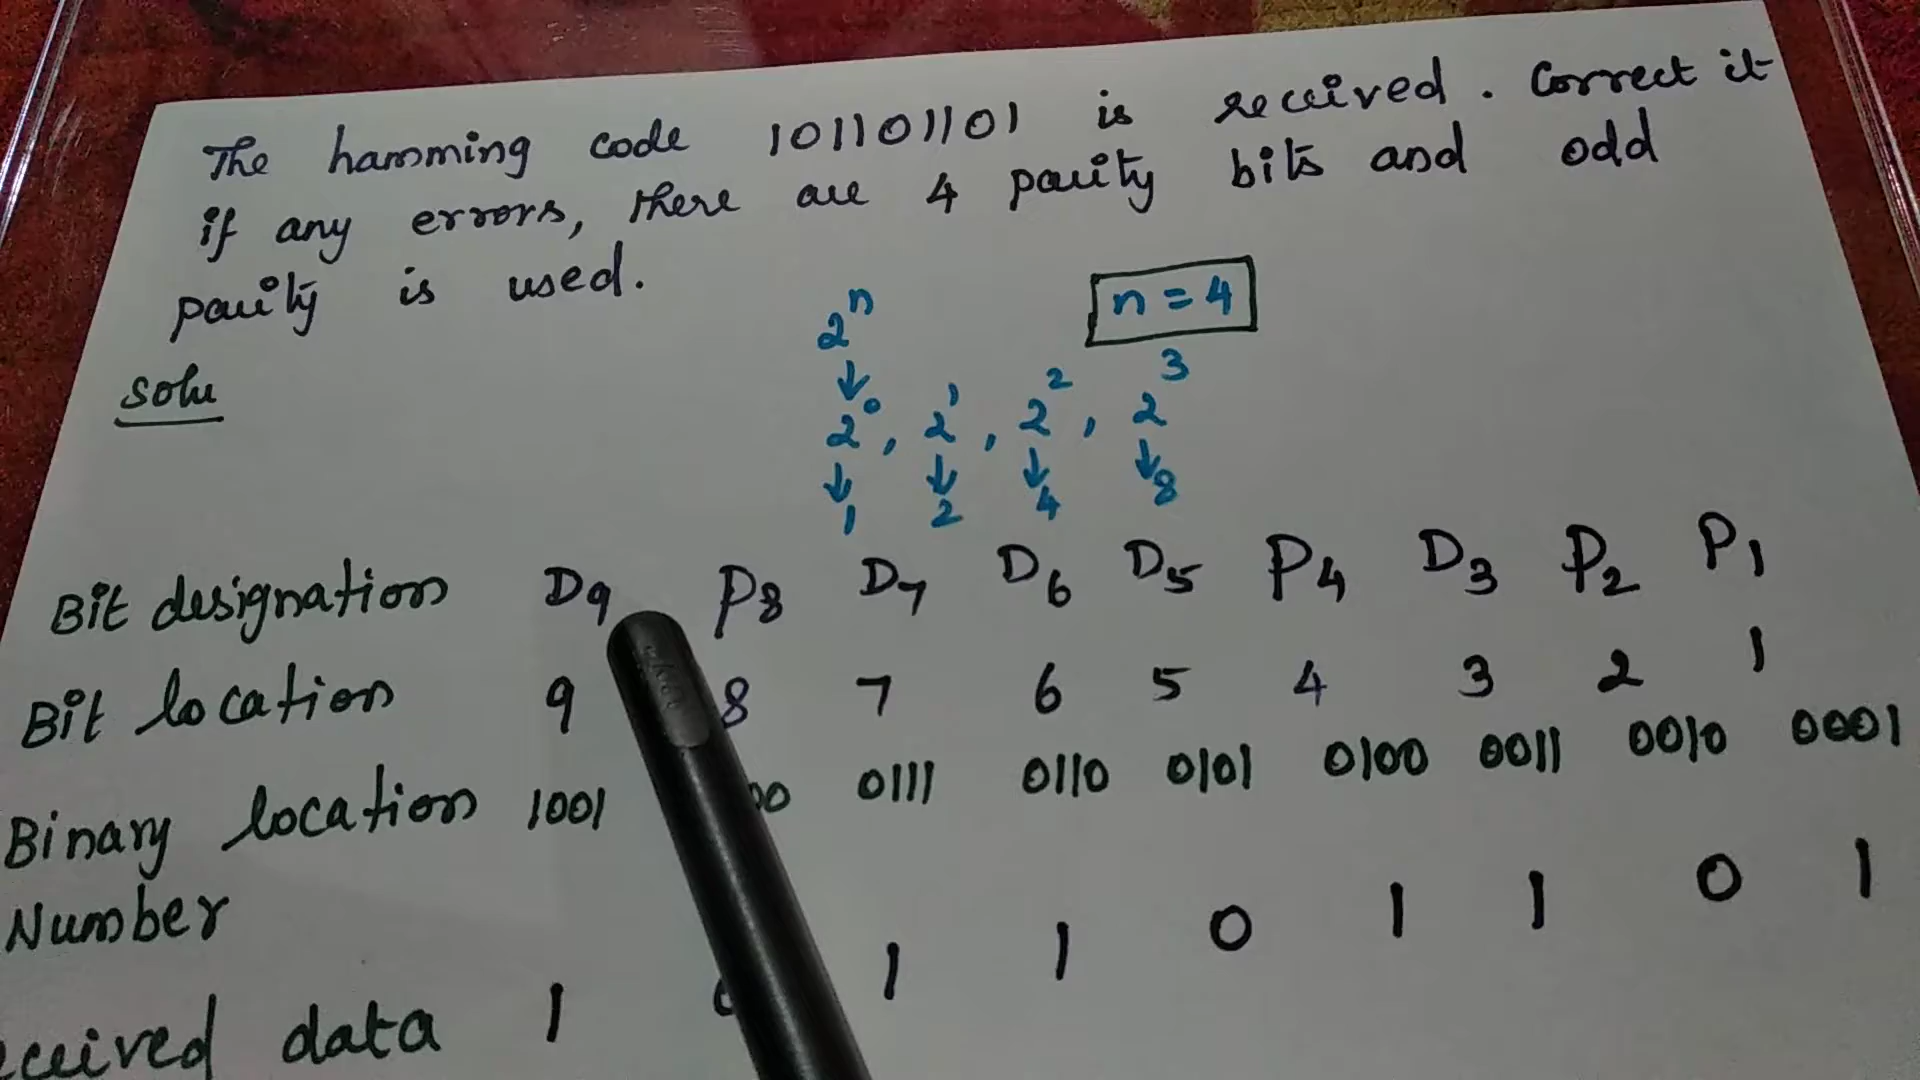 The hamming code 101101101 is received. Correct it
if any errors, there are 4 parity bits and odd
parity is used.
2ⁿ n = 4
Solu
↓
2⁰, 2¹, 2², 2³
↓ ↓ ↓ ↓
1 2 4 8
Bit designation D9 P8 D7 D6 D5 P4 D3 P2 P1
Bit location 9 8 7 6 5 4 3 2 1
Binary location 1001 0111 0110 0101 0100 0011 0010 0001
Number
data 1 1 1 0 1 1 0 1